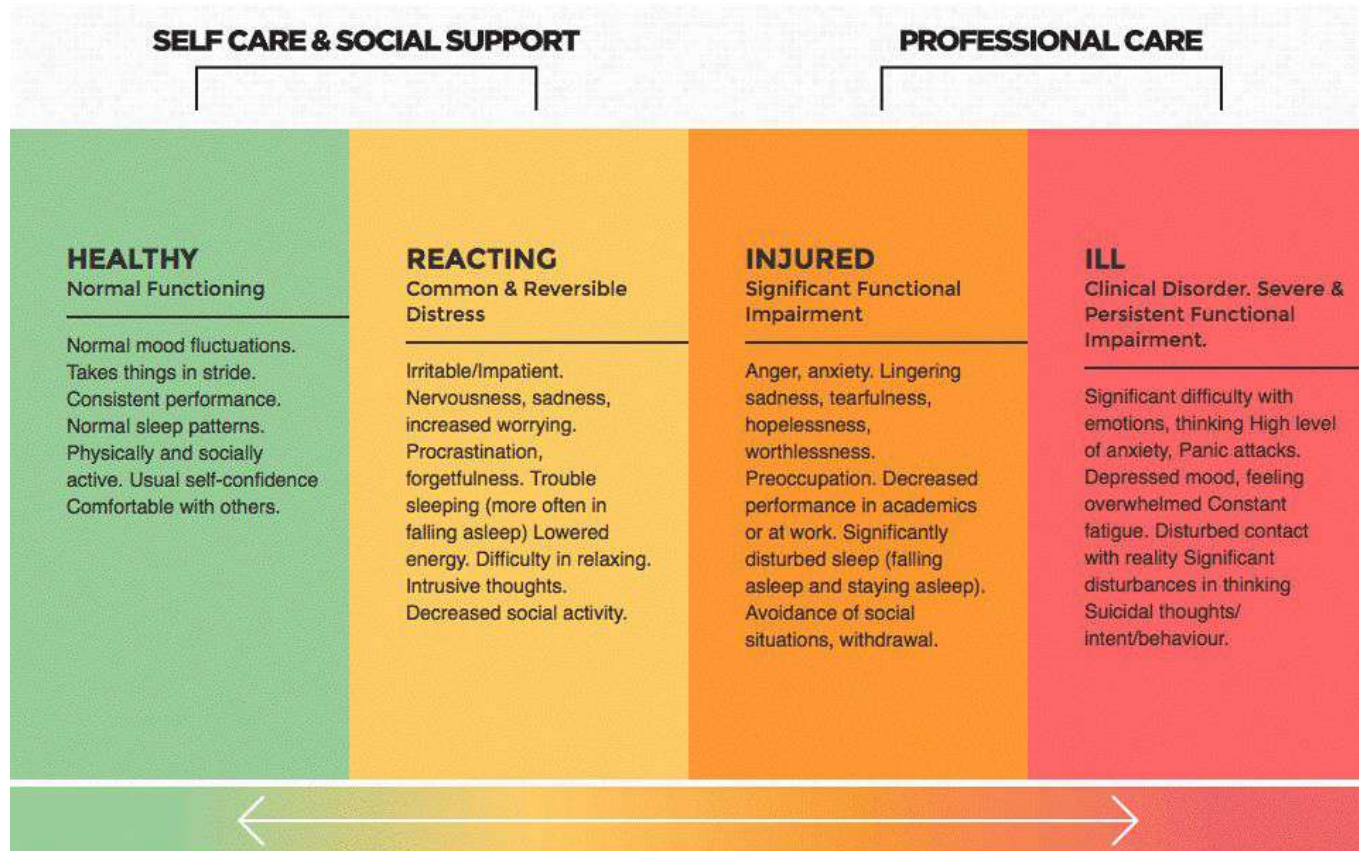 SELF CARE & SOCIAL SUPPORT
PROFESSIONAL CARE
HEALTHY
Normal Functioning
Normal mood fluctuations.
Takes things in stride.
Consistent performance.
Normal sleep patterns.
Physically and socially
active. Usual self-confidence
Comfortable with others.
REACTING
Common & Reversible
Distress
Irritable/Impatient.
Nervousness, sadness,
increased worrying.
Procrastination,
forgetfulness. Trouble
sleeping (more often in
falling asleep) Lowered
energy. Difficulty in relaxing.
Intrusive thoughts.
Decreased social activity.
INJURED
Significant Functional
Impairment
Anger, anxiety. Lingering
sadness, tearfulness,
hopelessness,
worthlessness.
Preoccupation. Decreased
performance in academics
or at work. Significantly
disturbed sleep (falling
asleep and staying asleep).
Avoidance of social
situations, withdrawal.
ILL
Clinical Disorder. Severe &
Persistent Functional
Impairment.
Significant difficulty with
emotions, thinking High level
of anxiety, Panic attacks.
Depressed mood, feeling
overwhelmed Constant
fatigue. Disturbed contact
with reality Significant
disturbances in thinking
Suicidal thoughts/
intent/behaviour.